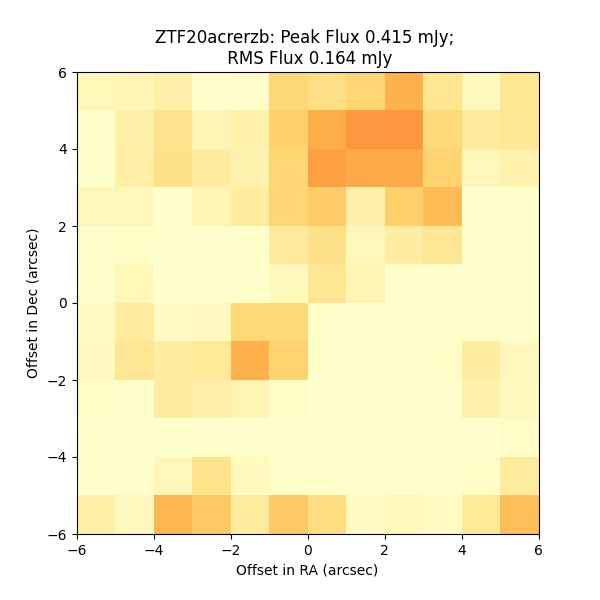 ZTF20acrerzb: Peak Flux 0.415 mJy;
RMS Flux 0.164 mJy
6
4
2
0
−2
−4
−6
Offset in Dec (arcsec)
−6 −4 −2 0 2 4 6
Offset in RA (arcsec)